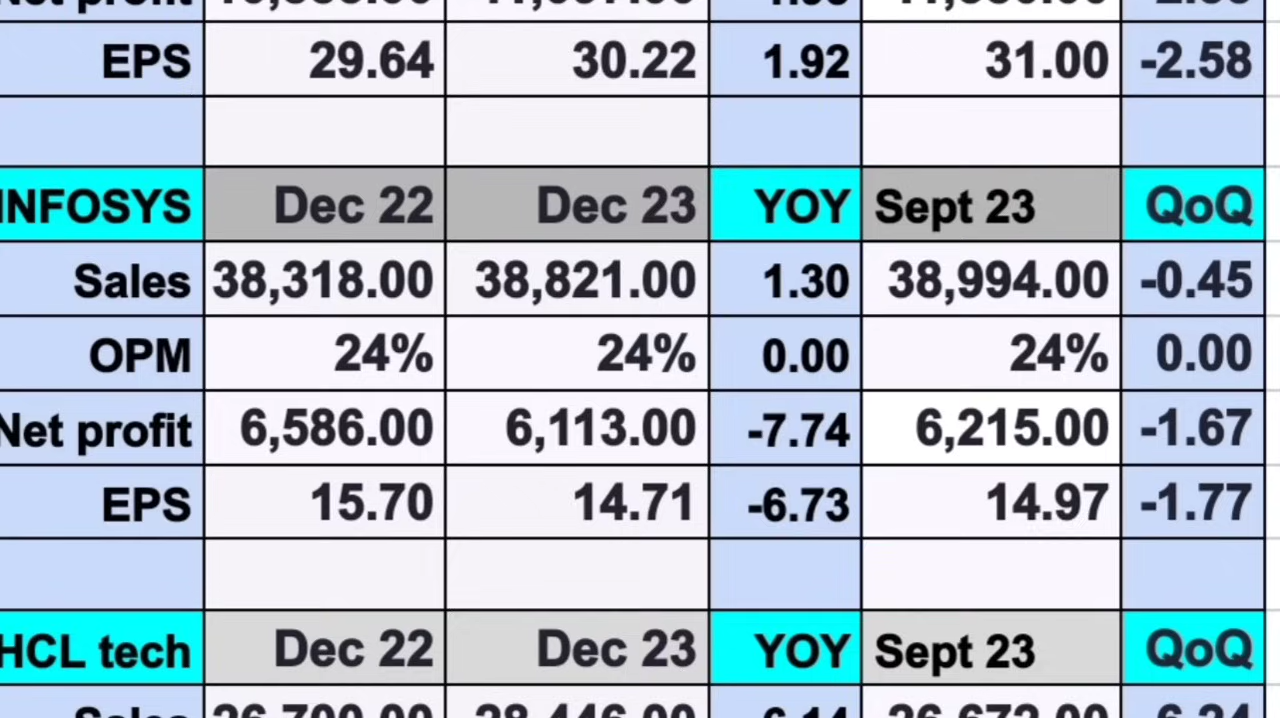 EPS 29.64 30.22 1.92 31.00 -2.58
INFOSYS Dec 22 Dec 23 YOY Sept 23 QoQ
Sales 38,318.00 38,821.00 1.30 38,994.00 -0.45
OPM 24% 24% 0.00 24% 0.00
Net profit 6,586.00 6,113.00 -7.74 6,215.00 -1.67
EPS 15.70 14.71 -6.73 14.97 -1.77
HCL tech Dec 22 Dec 23 YOY Sept 23 QoQ
Sales